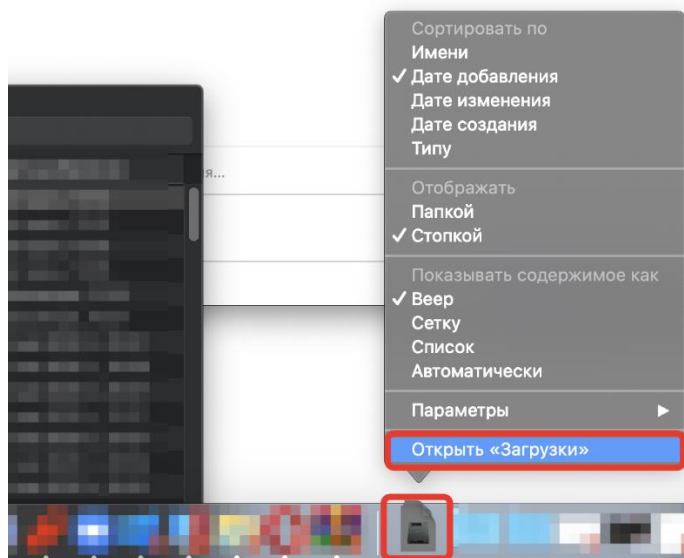 Сортировать по
Имени
✓ Дате добавления
Дате изменения
Дате создания
Типу
я...
Отображать
Папкой
✓ Стопкой
Показывать содержимое как
✓ Веер
Сетку
Список
Автоматически
Параметры ▶
Открыть «Загрузки»